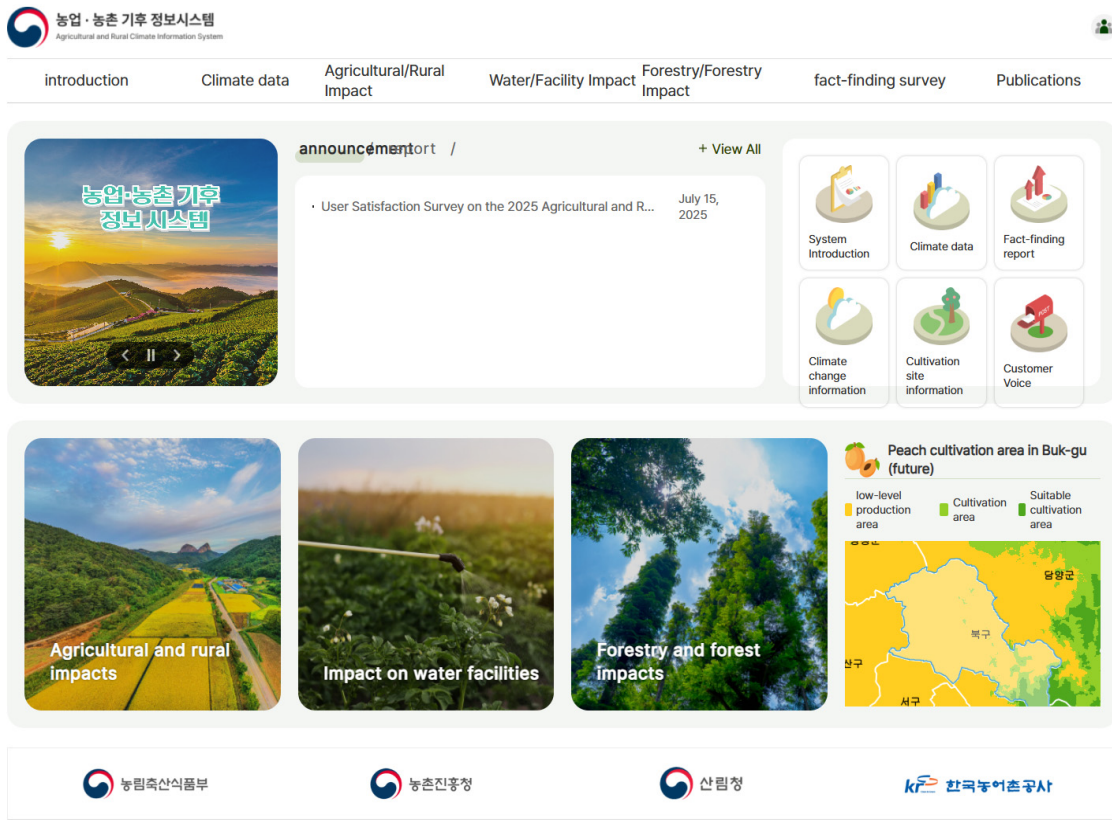 농업 · 농촌 기후 정보시스템
Agricultural and Rural Climate Information System
introduction
Climate data
Agricultural/Rural
Impact
Water/Facility Impact
Forestry/Forestry
Impact
fact-finding survey
Publications
농업·농촌 기후
정보 시스템
announcement
/ report /
+ View All
· User Satisfaction Survey on the 2025 Agricultural and R...
July 15,
2025
System
Introduction
Climate data
Fact-finding
report
POST
Climate
change
information
Cultivation
site
information
Customer
Voice
Agricultural and rural
impacts
Impact on water facilities
Forestry and forest
impacts
Peach cultivation area in Buk-gu
(future)
low-level
production
area
Cultivation
area
Suitable
cultivation
area
담양군
북구
산구
서구
농림축산식품부
농촌진흥청
산림청
한국농어촌공사